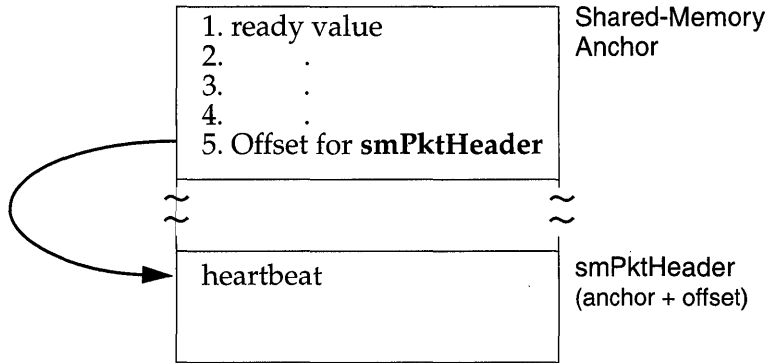 1. ready value
2. .
3. .
4. .
5. Offset for smPktHeader
Shared-Memory
Anchor
heartbeat
smPktHeader
(anchor + offset)